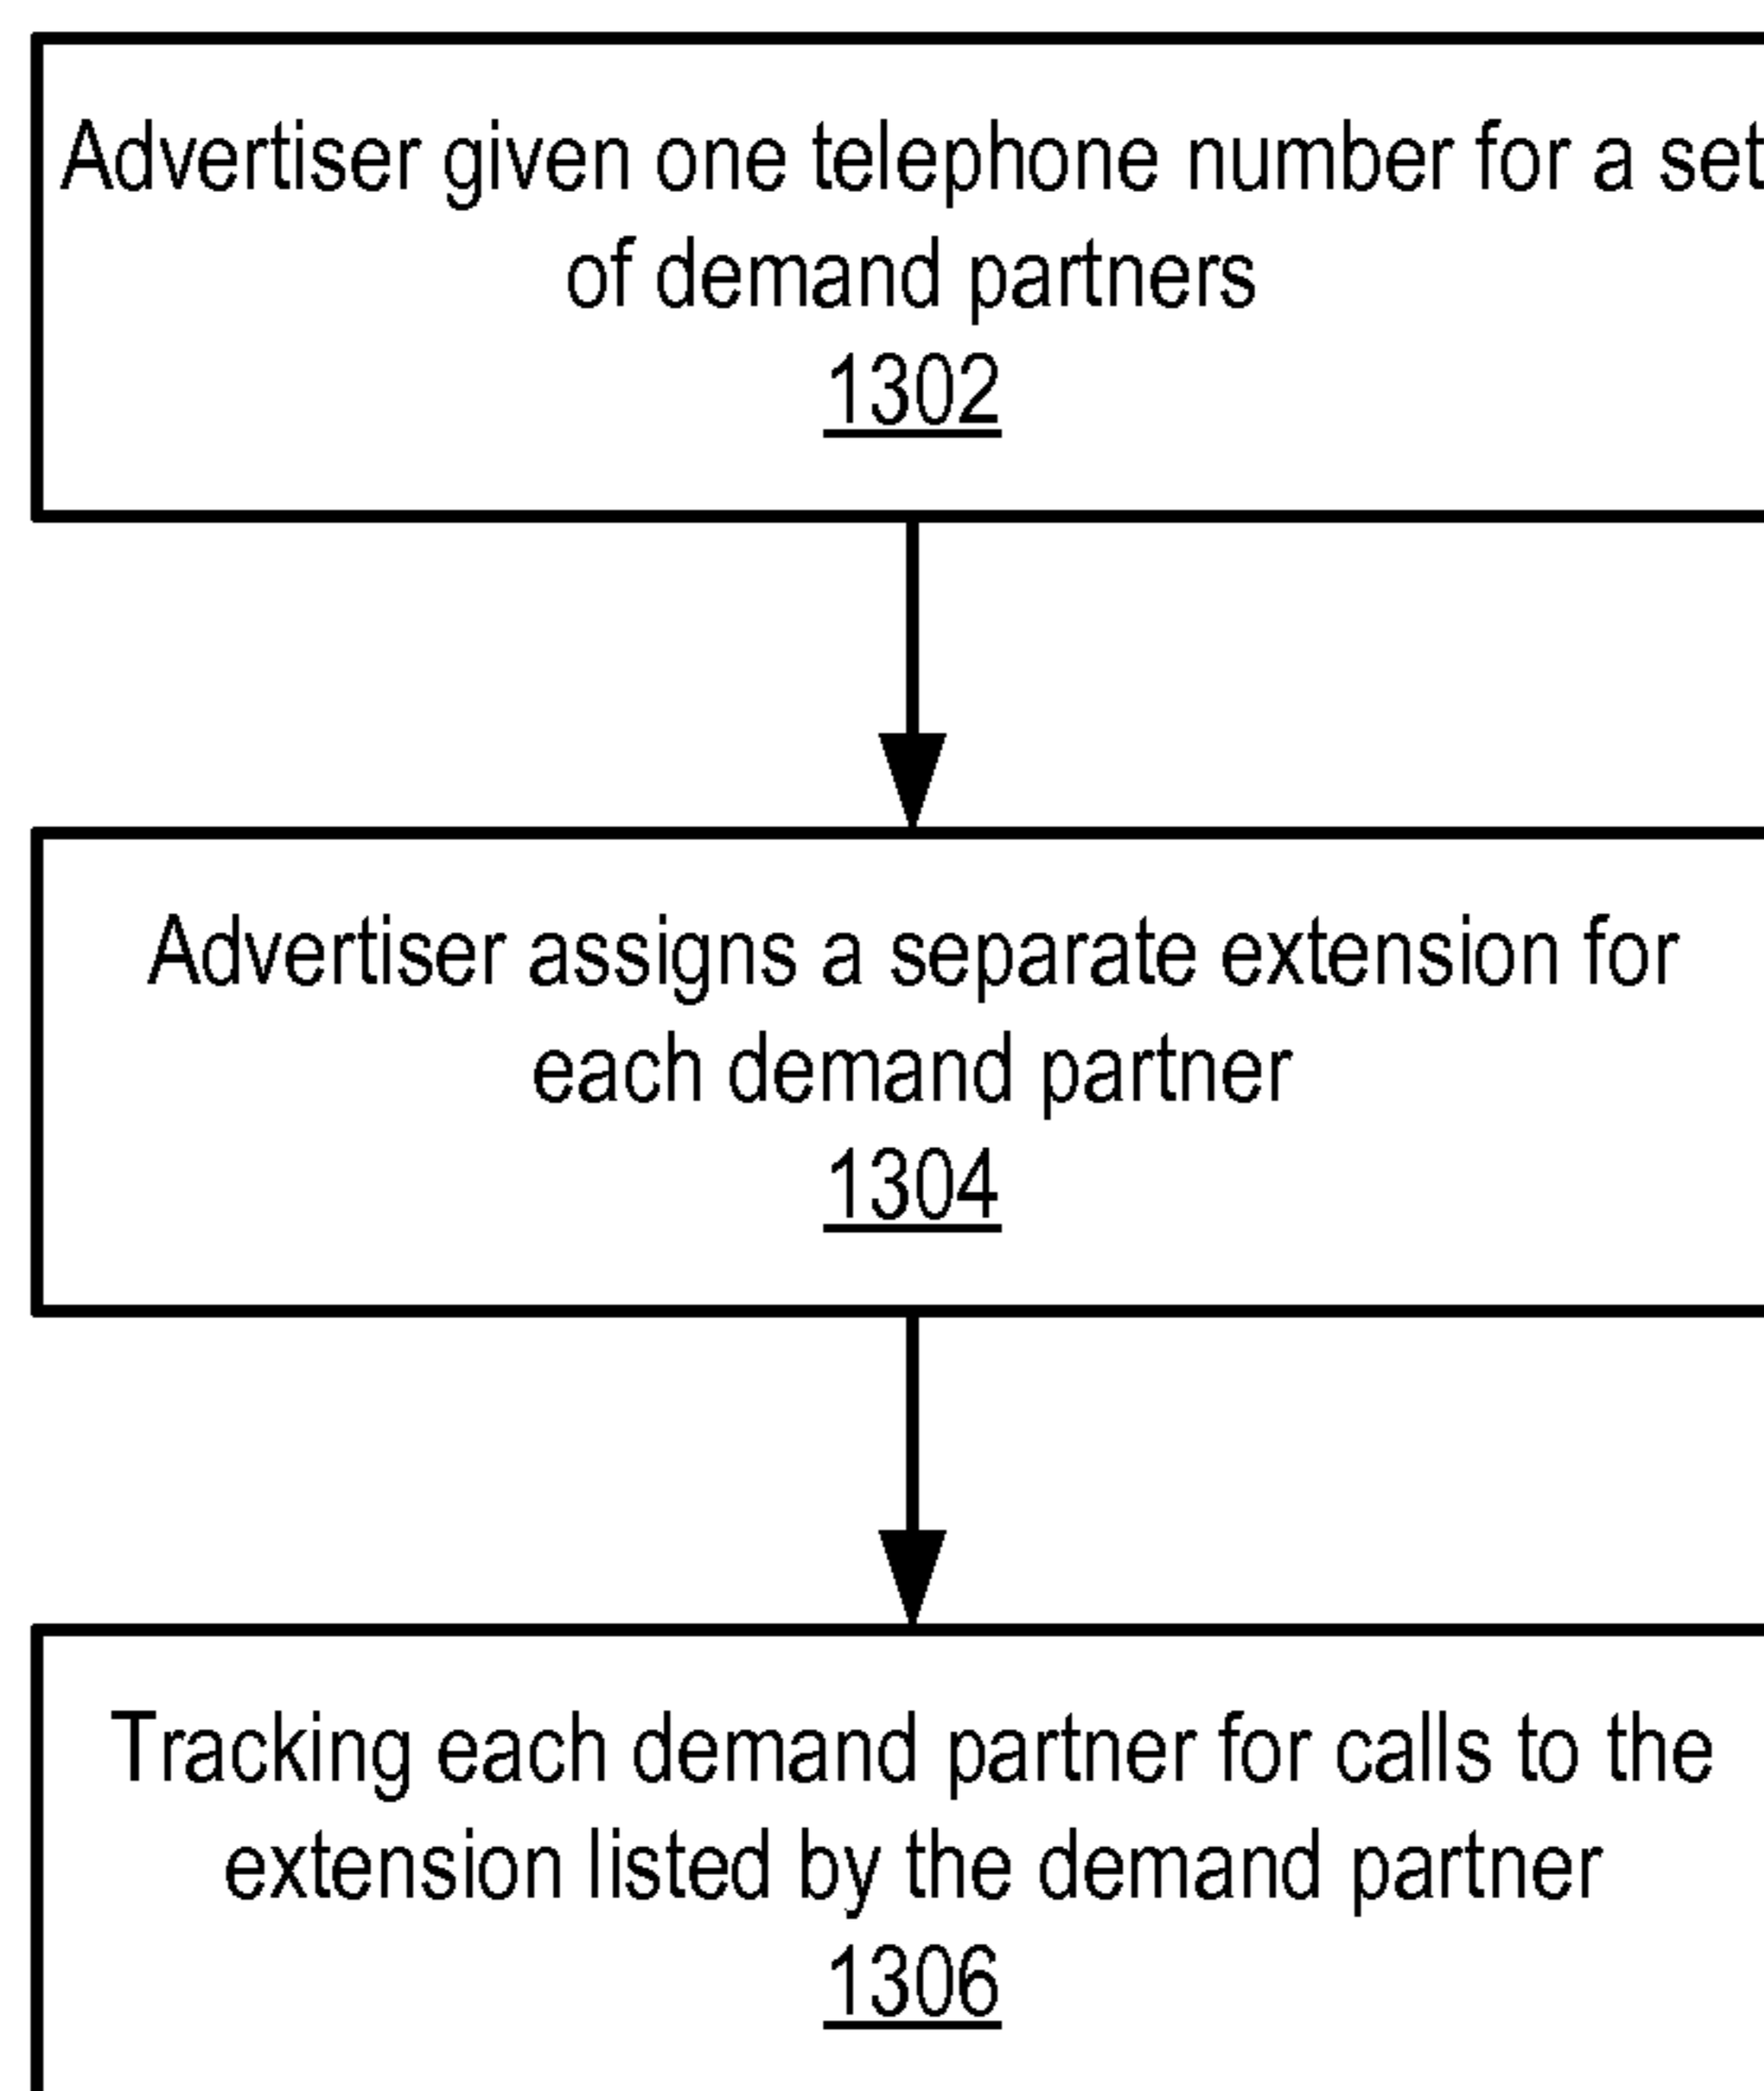 Advertiser given one telephone number for a set
of demand partners
1302
Advertiser assigns a separate extension for
each demand partner
1304
Tracking each demand partner for calls to the
extension listed by the demand partner
1306